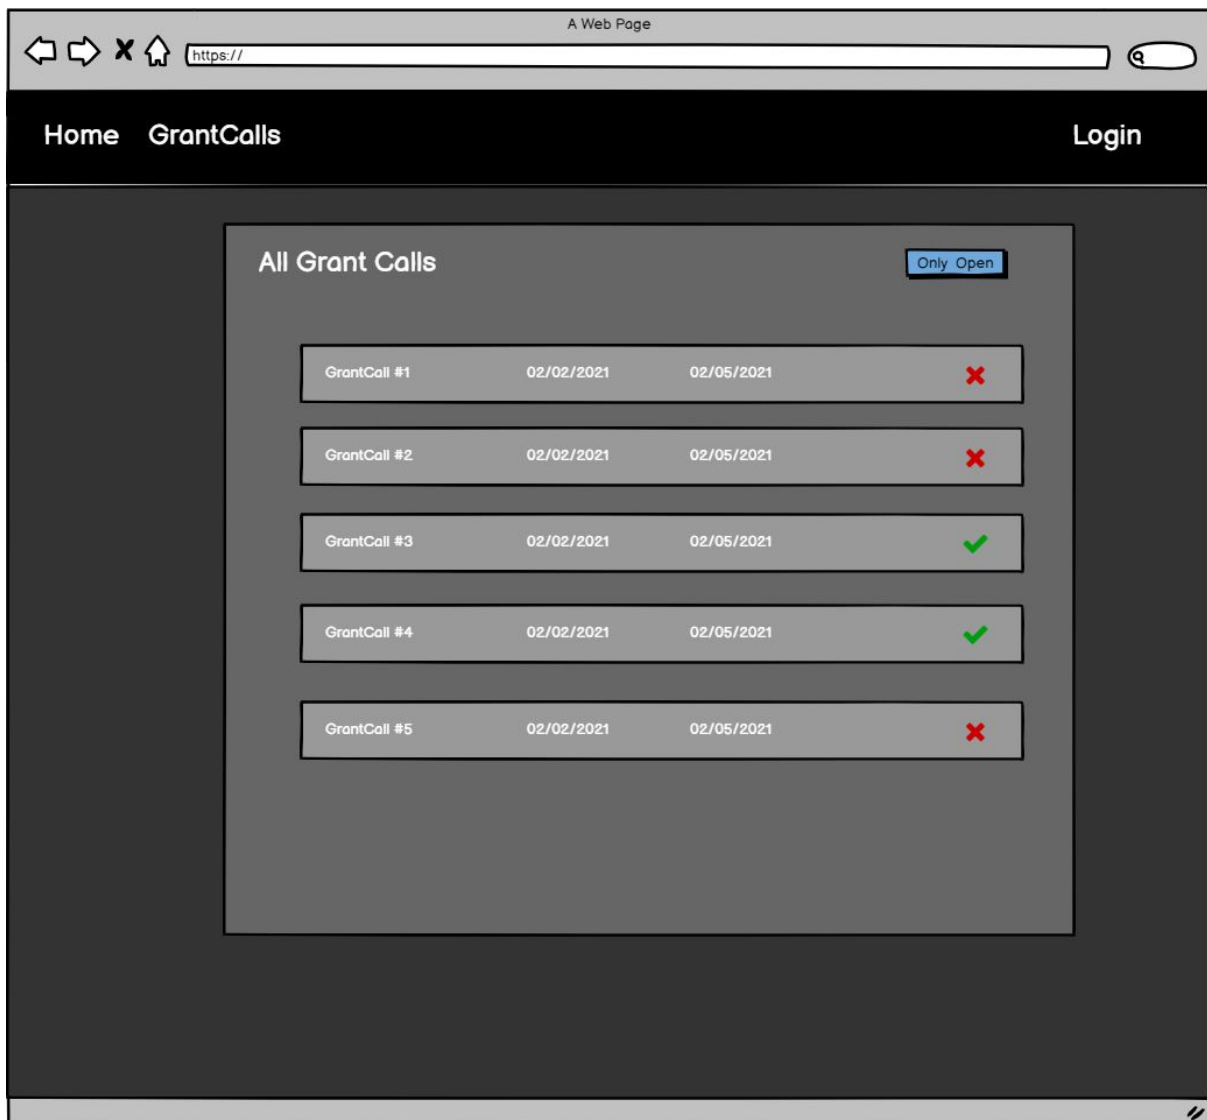 A Web Page
https://
Home GrantCalls Login
All Grant Calls Only Open
GrantCall #1 02/02/2021 02/05/2021
GrantCall #2 02/02/2021 02/05/2021
GrantCall #3 02/02/2021 02/05/2021
GrantCall #4 02/02/2021 02/05/2021
GrantCall #5 02/02/2021 02/05/2021